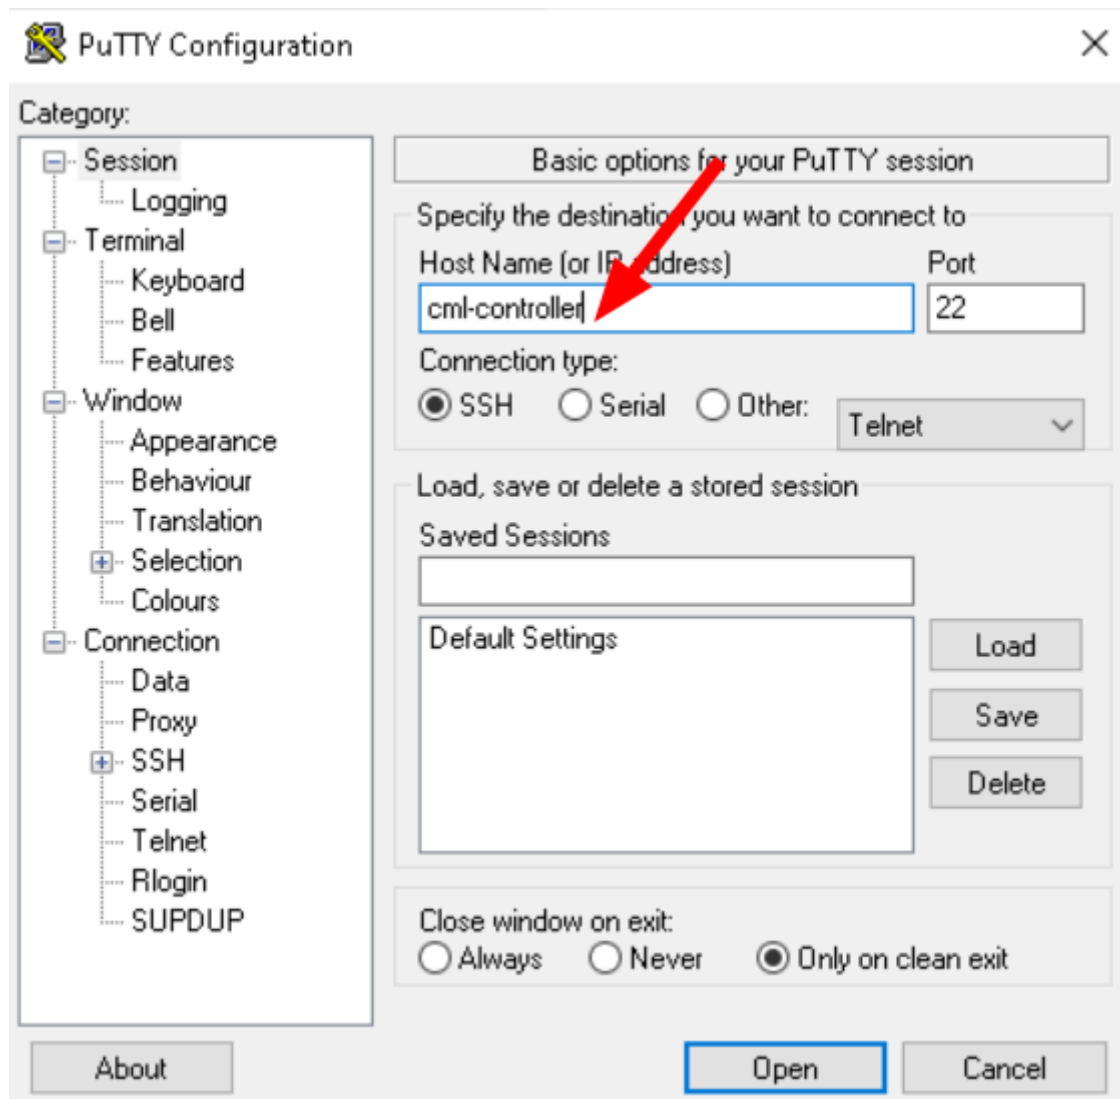 PuTTY Configuration
Category:
Session
Logging
Terminal
Keyboard
Bell
Features
Window
Appearance
Behaviour
Translation
Selection
Colours
Connection
Data
Proxy
SSH
Serial
Telnet
Rlogin
SUPDUP
Basic options for your PuTTY session
Specify the destination you want to connect to
Host Name (or IP address) Port
cml-controller 22
Connection type:
SSH Serial Other: Telnet
Load, save or delete a stored session
Saved Sessions
Default Settings
Load
Save
Delete
Close window on exit:
Always Never Only on clean exit
About Open Cancel